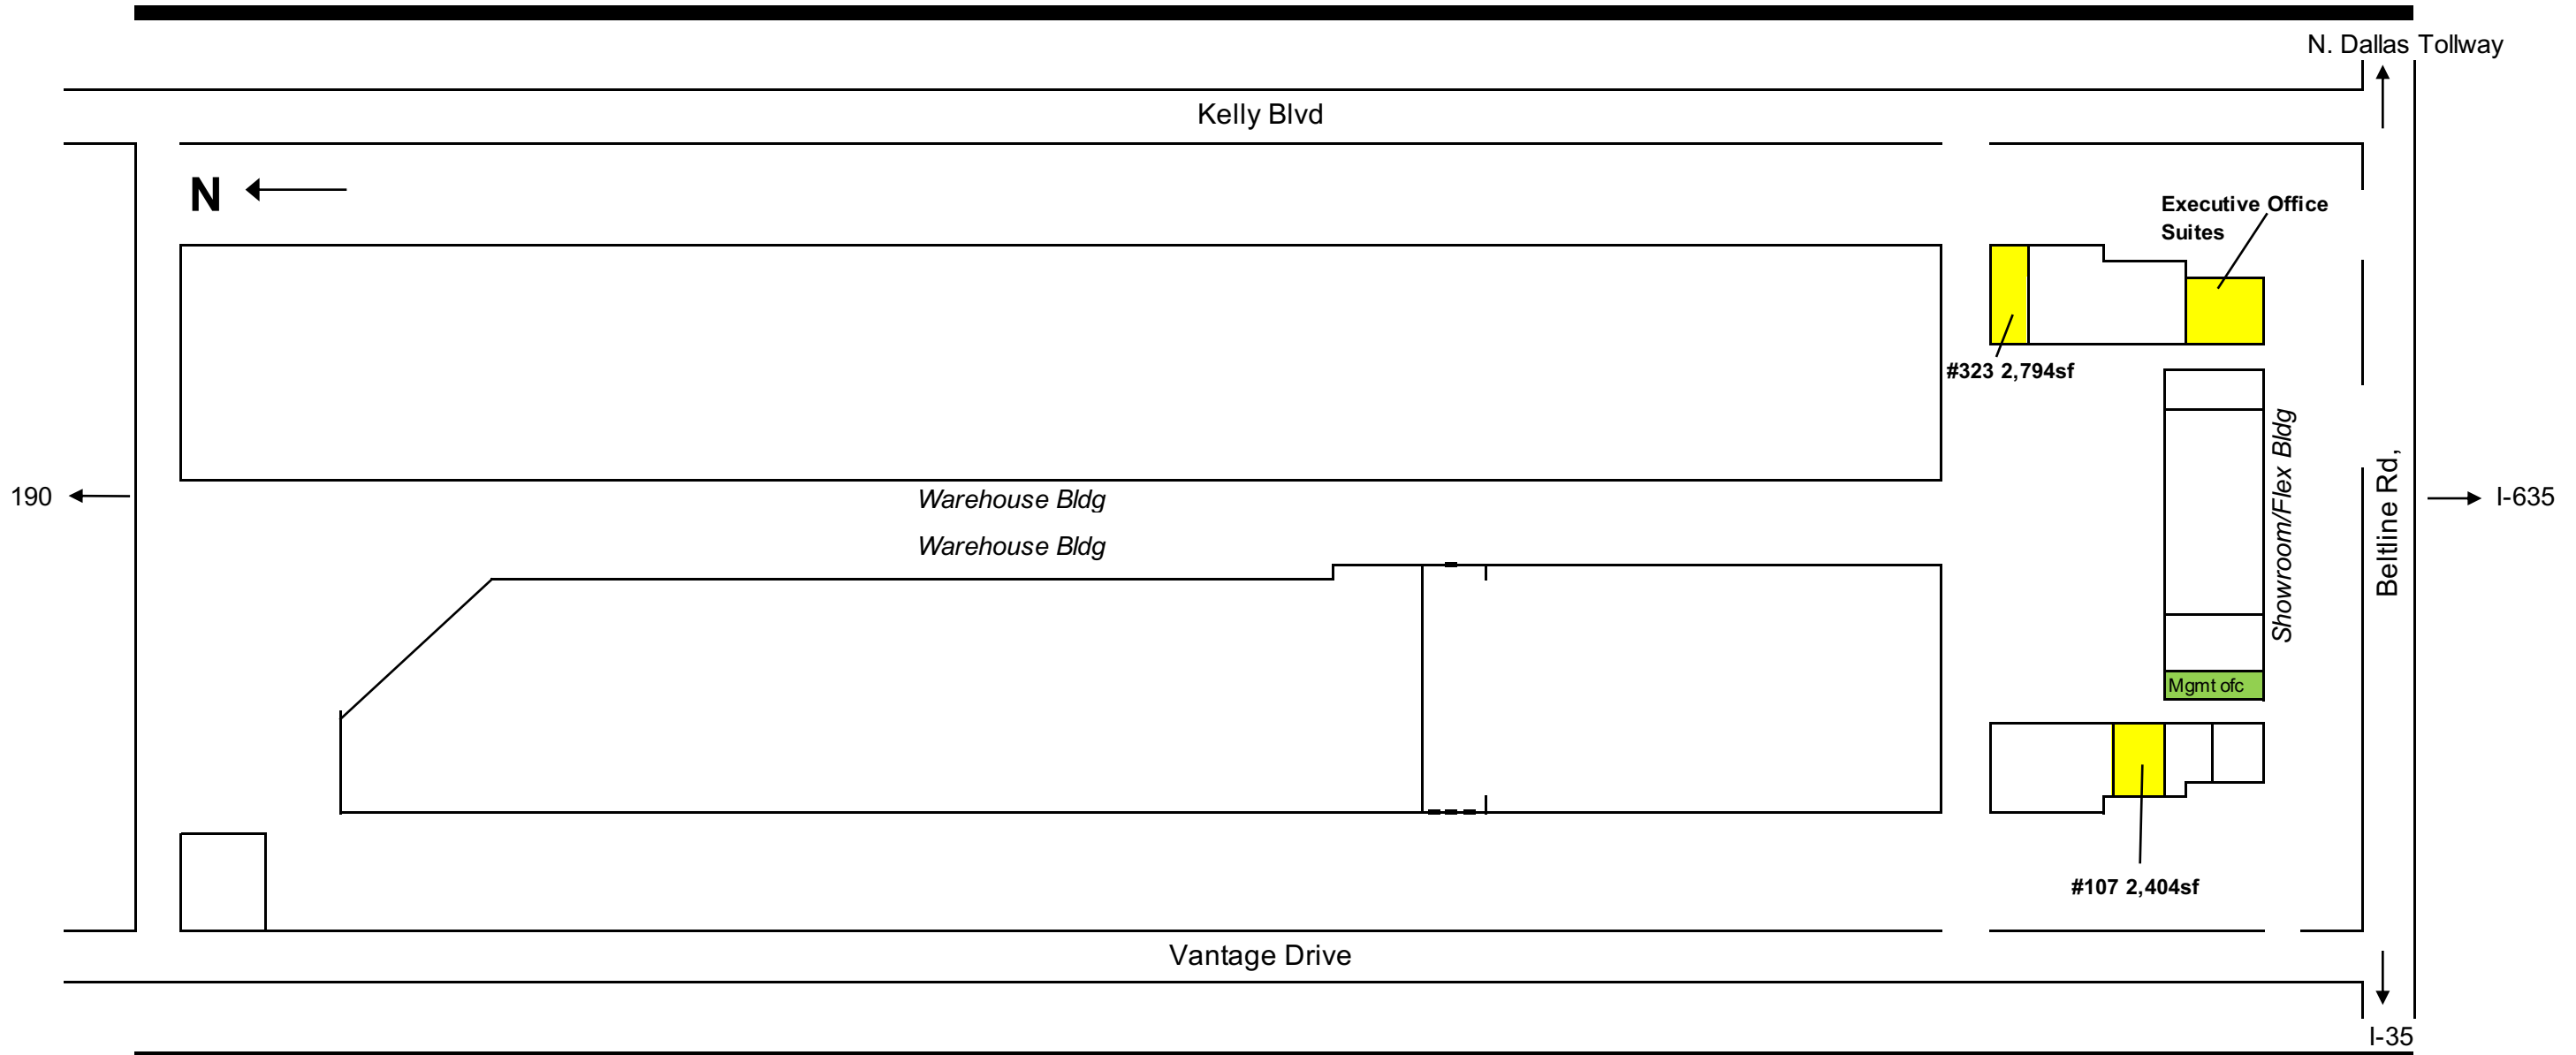 N. Dallas Tollway
Kelly Blvd
N
Executive Office
Suites
#323 2,794sf
190
Warehouse Bldg
Warehouse Bldg
Showroom/Flex Bldg
Beltline Rd,
I-635
Mgmt ofc
#107 2,404sf
Vantage Drive
I-35